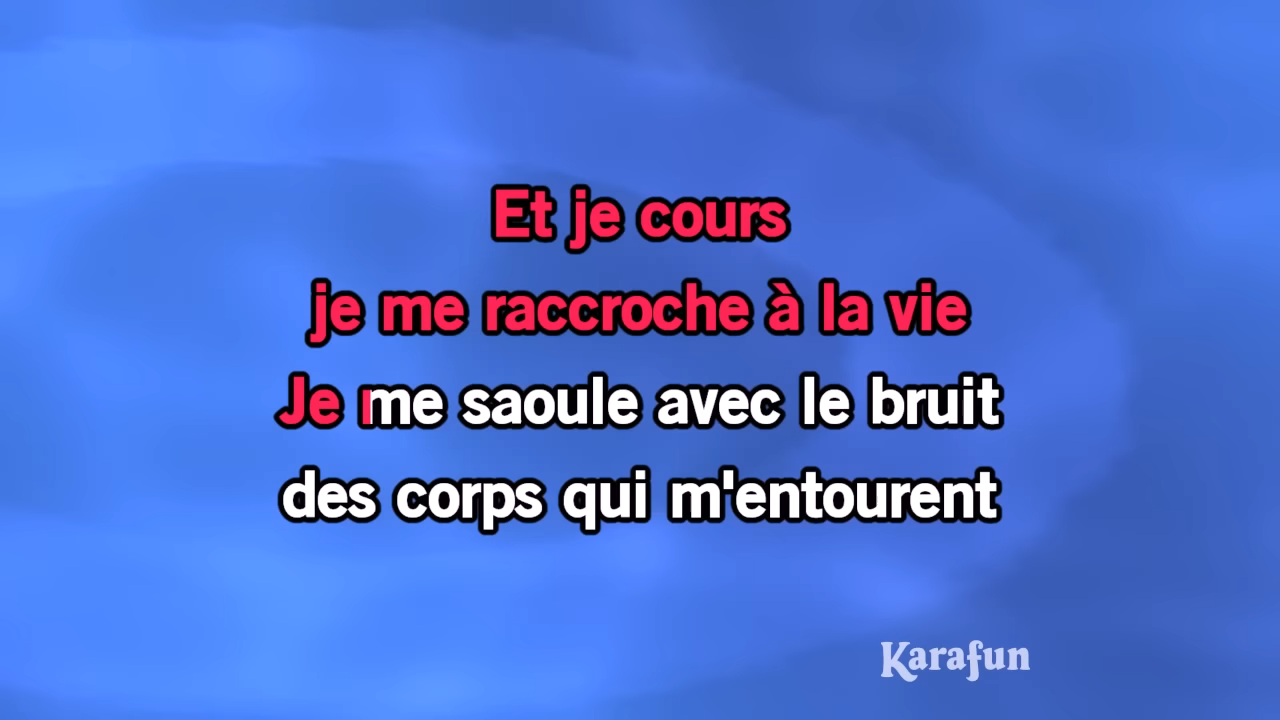 Et je cours
je me raccroche à la vie
Je me saoule avec le bruit
des corps qui m'entourent
Karafun